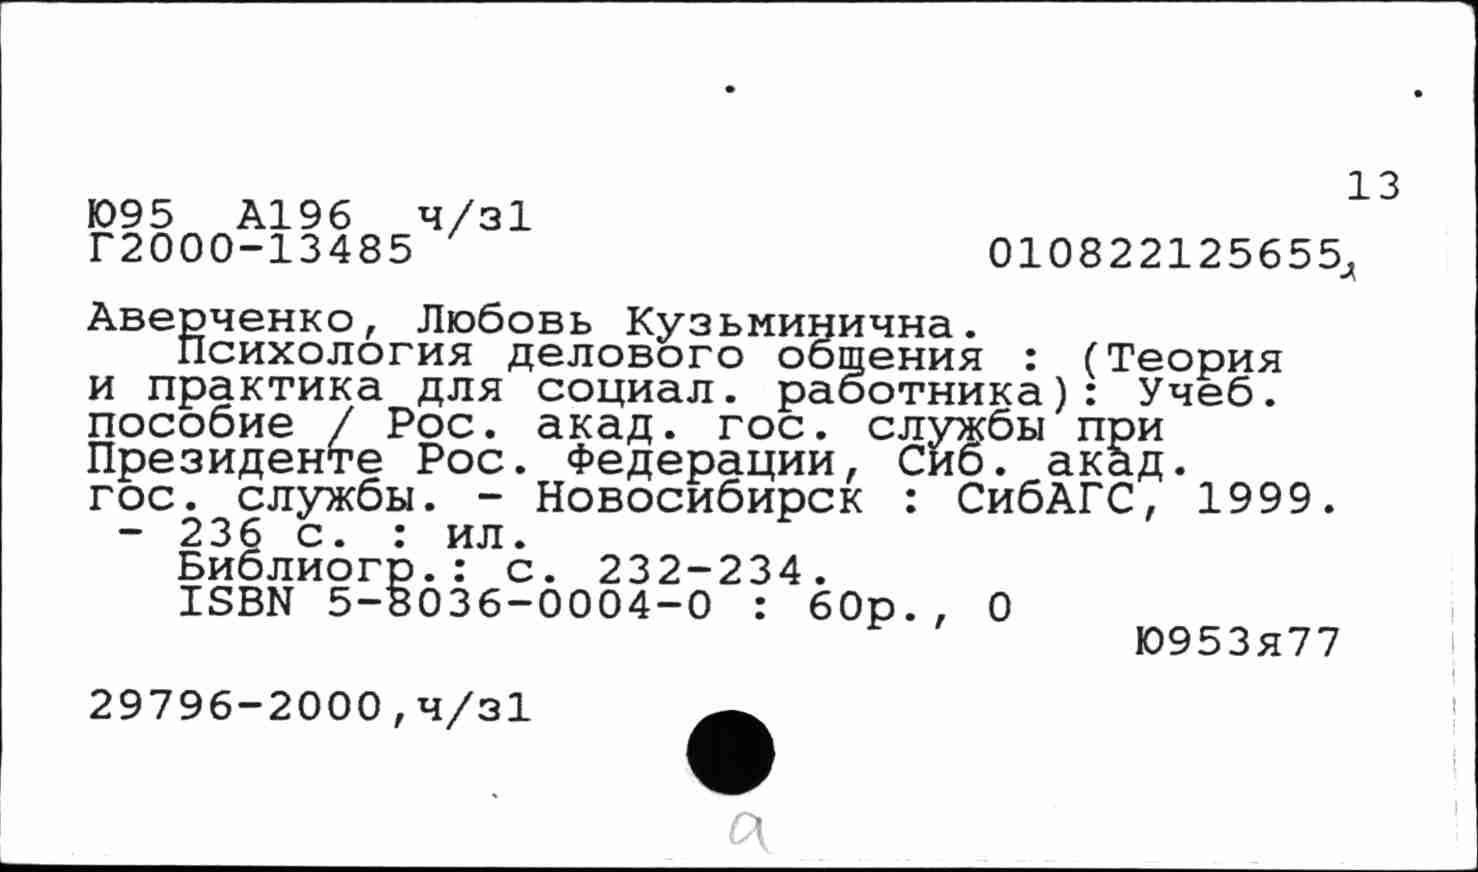 13
Ю95  А196  ч/з1
Г2000-13485
010822125655
Аверченко, Любовь Кузьминична.
Психология делового общения : (Теория
и практика для социал. работника): Учеб.
пособие / Рос. акад. гос. службы при
Президенте Рос. Федерации, Сиб. акад.
гос. службы. - Новосибирск : СибАГС, 1999.
- 236 с. : ил.
Библиогр.: с. 232-234.
ISBN 5-8036-0004-0 : 60р., 0
Ю953я77
29796-2000,ч/з1
а